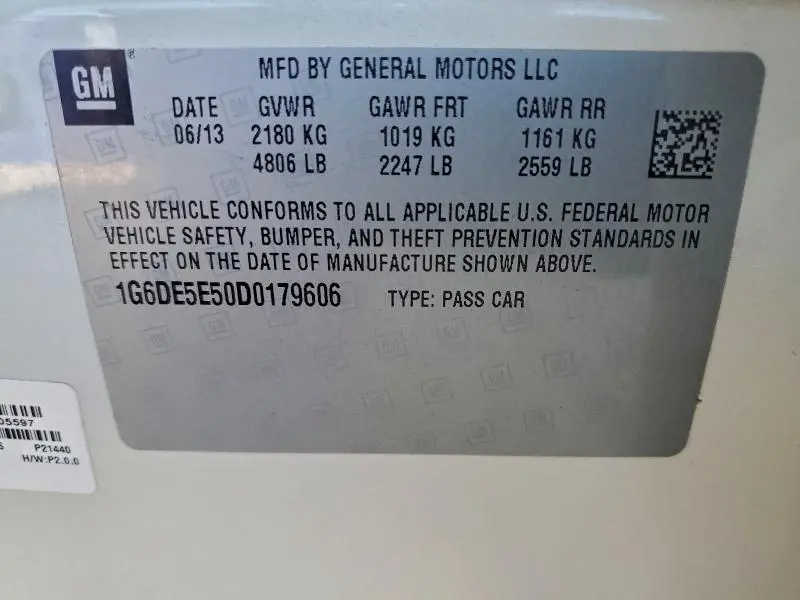 GM
MFD BY GENERAL MOTORS LLC
DATE GVWR GAWR FRT GAWR RR
06/13 2180 KG 1019 KG 1161 KG
4806 LB 2247 LB 2559 LB
THIS VEHICLE CONFORMS TO ALL APPLICABLE U.S. FEDERAL MOTOR
VEHICLE SAFETY, BUMPER, AND THEFT PREVENTION STANDARDS IN
EFFECT ON THE DATE OF MANUFACTURE SHOWN ABOVE.
1G6DE5E50D0179606 TYPE: PASS CAR
05597
S P21440
H/W:P2.0.0